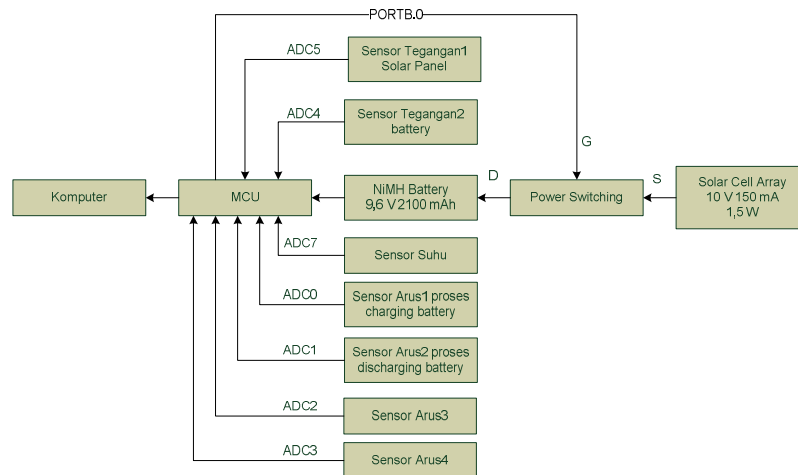 PORTB.0
ADC5
Sensor Tegangan1
Solar Panel
ADC4
Sensor Tegangan2
battery
G
Komputer
MCU
NiMH Battery
9,6 V 2100 mAh
D
Power Switching
S
Solar Cell Array
10 V 150 mA
1,5 W
ADC7
Sensor Suhu
ADC0
Sensor Arus1 proses
charging battery
ADC1
Sensor Arus2 proses
discharging battery
ADC2
Sensor Arus3
ADC3
Sensor Arus4